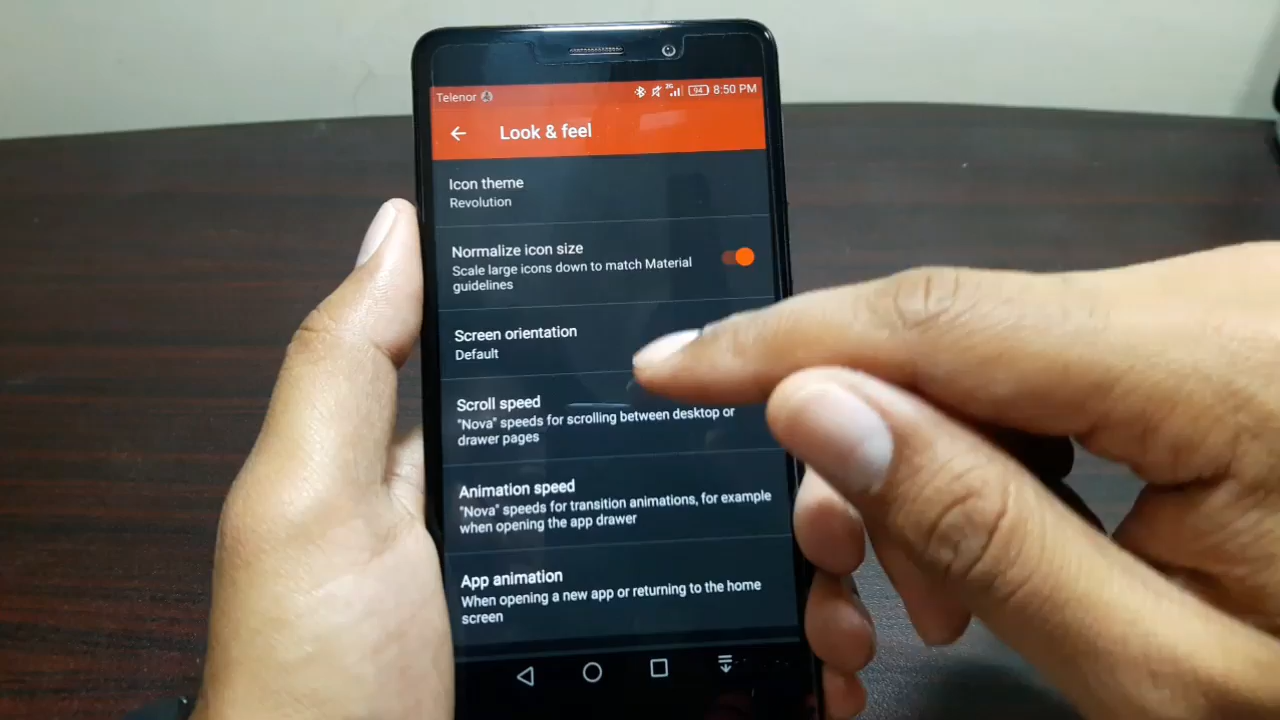 Telenor
2G 94 8:50 PM
Look & feel
Icon theme
Revolution
Normalize icon size
Scale large icons down to match Material
guidelines
Screen orientation
Default
Scroll speed
"Nova" speeds for scrolling between desktop or
drawer pages
Animation speed
"Nova" speeds for transition animations, for example
when opening the app drawer
App animation
When opening a new app or returning to the home
screen